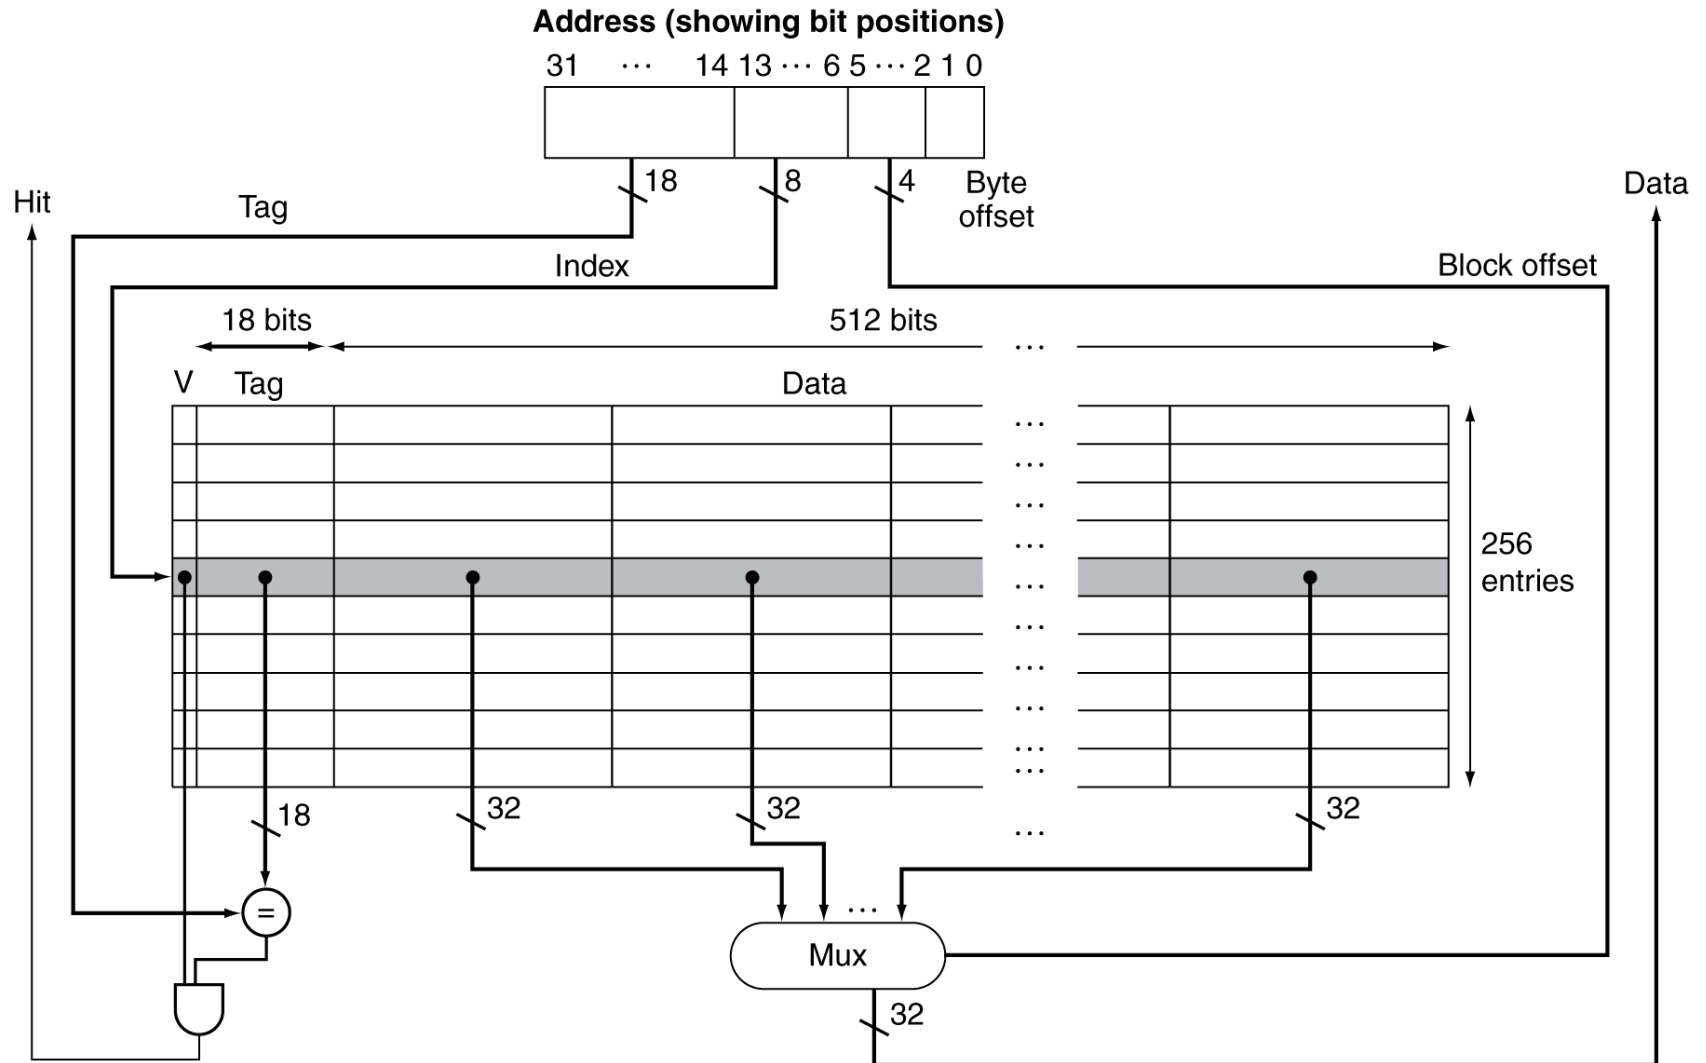 Address (showing bit positions)
31 ··· 14 13 ··· 6 5 ··· 2 1 0
18
8
4
Byte
offset
Hit
Tag
Data
Index
Block offset
18 bits
512 bits
···
V
Tag
Data
···
···
···
···
···
···
···
···
···
···
256
entries
18
32
32
···
32
=
···
Mux
32